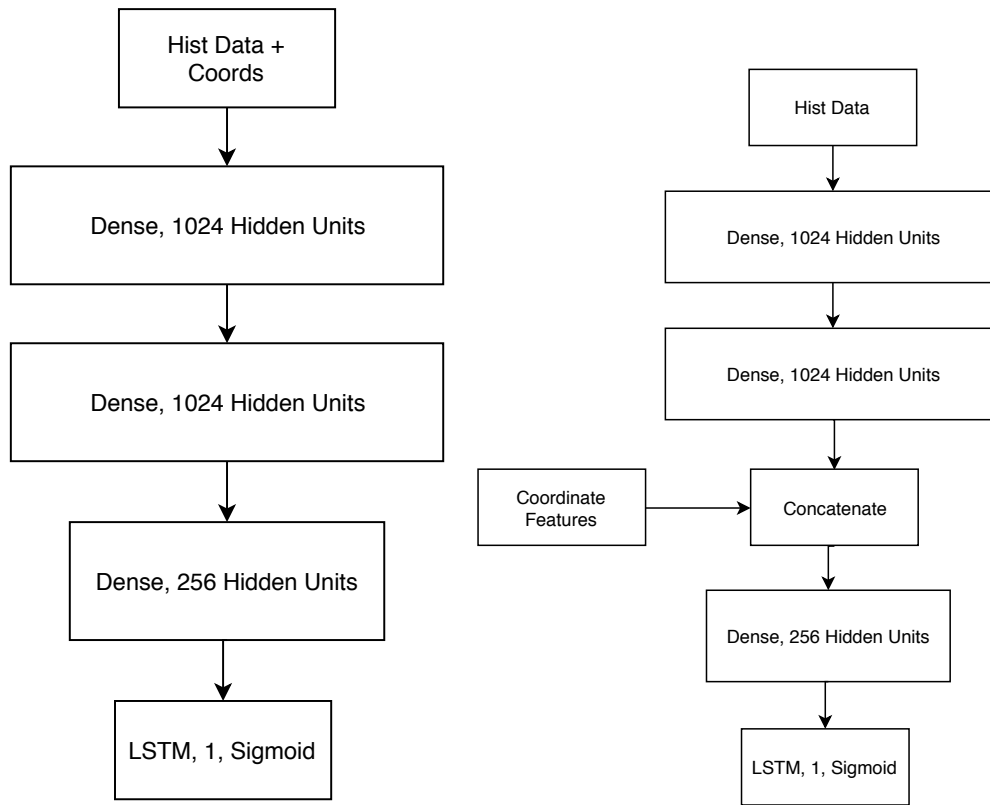 Hist Data +
Coords
Dense, 1024 Hidden Units
Dense, 1024 Hidden Units
Dense, 256 Hidden Units
LSTM, 1, Sigmoid
Hist Data
Dense, 1024 Hidden Units
Dense, 1024 Hidden Units
Coordinate
Features
Concatenate
Dense, 256 Hidden Units
LSTM, 1, Sigmoid